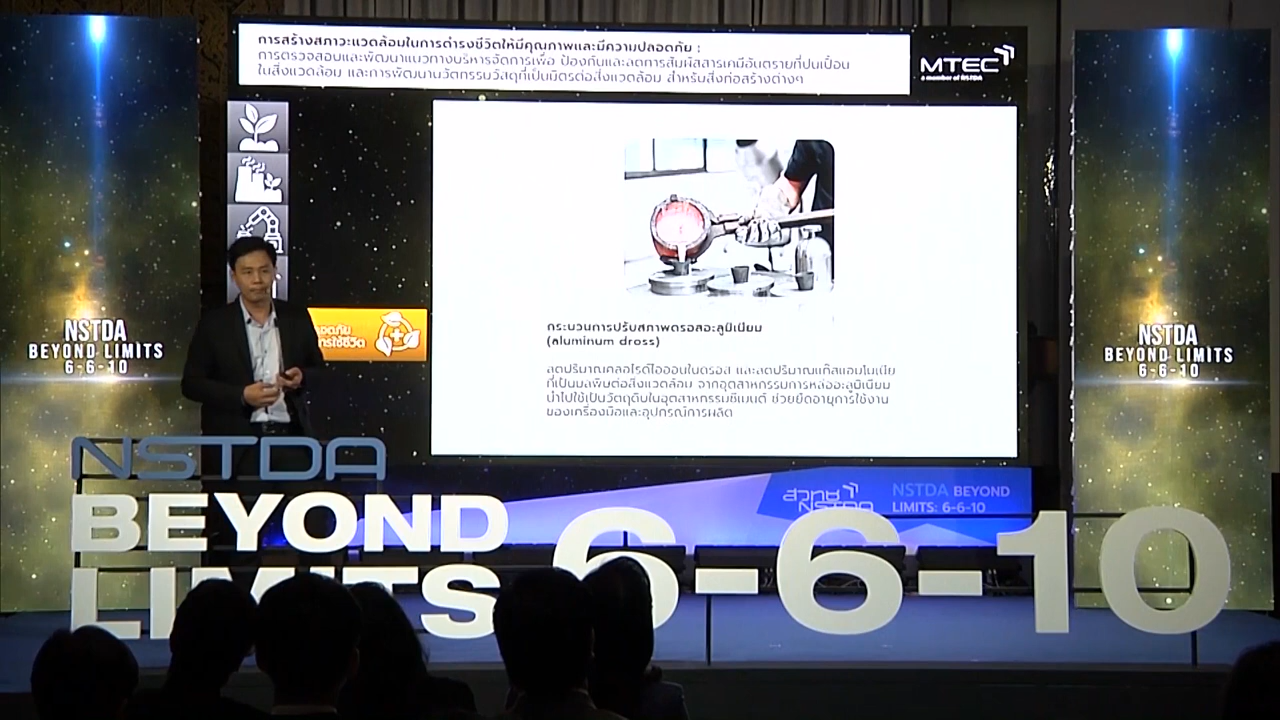 การสร้างสภาวะแวดล้อมในการดำรงชีวิตให้มีคุณภาพและมีความปลอดภัย :
การตรวจสอบและพัฒนาแนวทางบริหารจัดการเพื่อ ป้องกันและลดการสัมผัสสารเคมีอันตรายที่ปนเปื้อน
ในสิ่งแวดล้อม และการพัฒนานวัตกรรมวัสดุที่เป็นมิตรต่อสิ่งแวดล้อม สำหรับสิ่งก่อสร้างต่างๆ
MTEC
a member of NSTDA
กระบวนการปรับสภาพดรอสอะลูมิเนียม
(aluminum dross)
ลดปริมาณคลอไรด์ไอออนในดรอส และลดปริมาณแก๊สแอมโมเนีย
ที่เป็นมลพิษต่อสิ่งแวดล้อม จากอุตสาหกรรมการหล่ออะลูมิเนียม
นำไปใช้เป็นวัตถุดิบในอุตสาหกรรมซีเมนต์ ช่วยยืดอายุการใช้งาน
ของเครื่องมือและอุปกรณ์การผลิต
NSTDA
BEYOND LIMITS
6-6-10
NSTDA
BEYOND LIMITS
6-6-10
สวทช
NSTDA
NSTDA BEYOND
LIMITS: 6-6-10
NSTDA
BEYOND
LIMITS 6-6-10